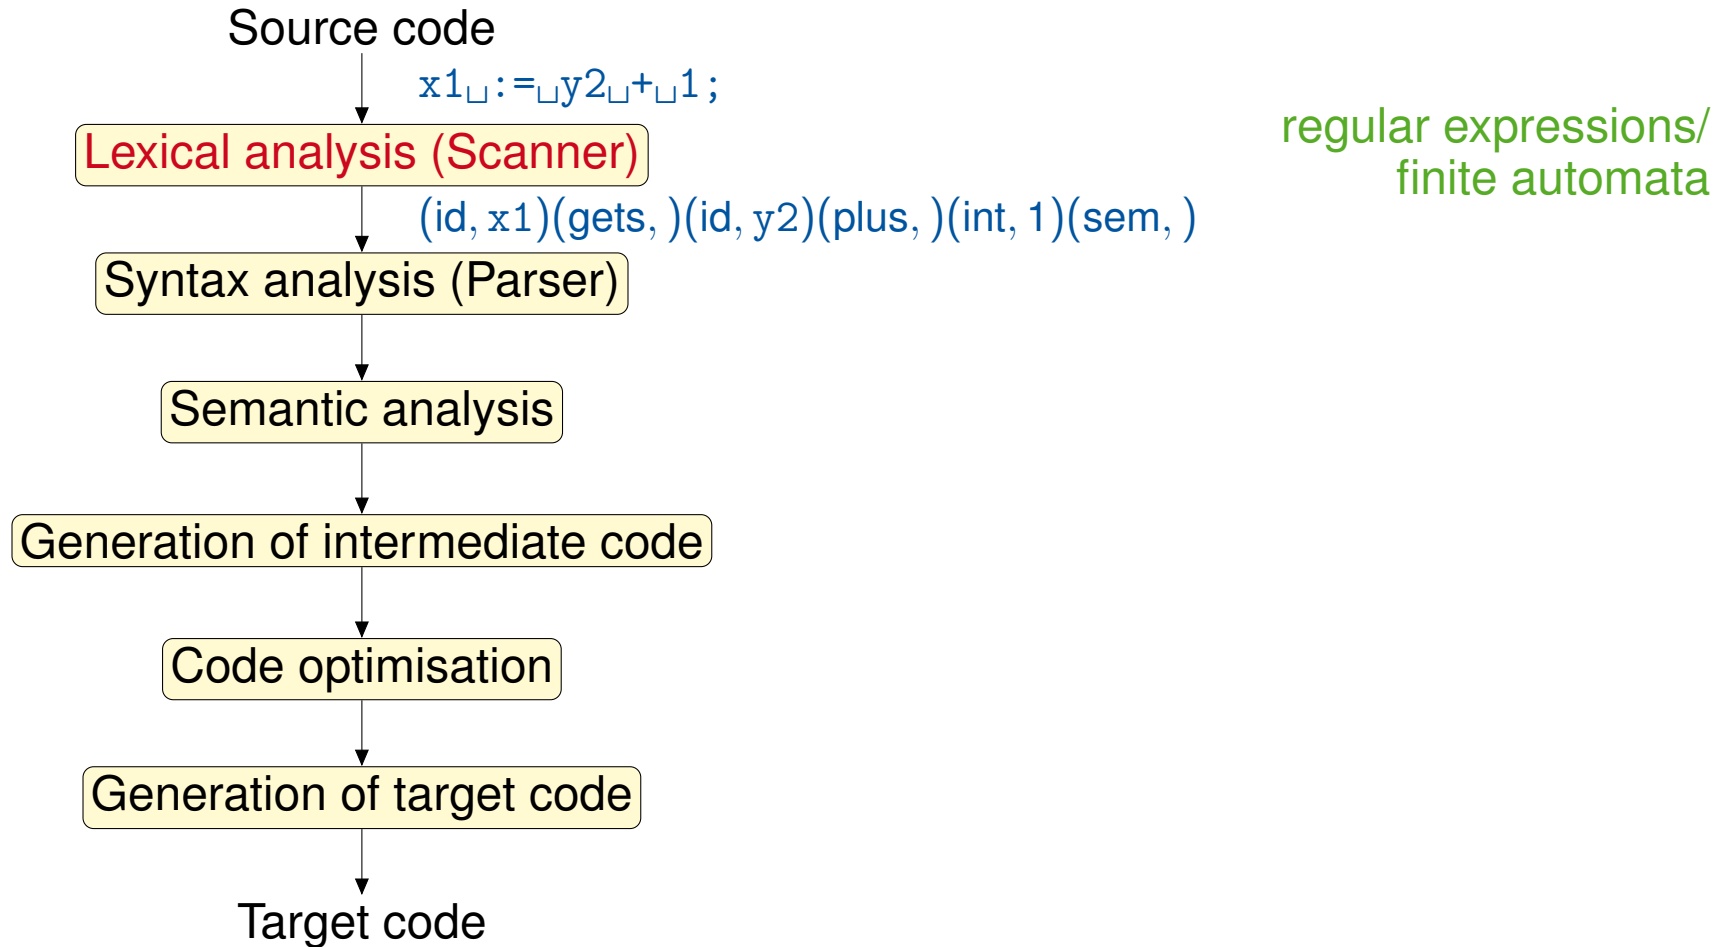 Source code
x1␣:=␣y2␣+␣1;
Lexical analysis (Scanner)
regular expressions/
finite automata
(id, x1)(gets, )(id, y2)(plus, )(int, 1)(sem, )
Syntax analysis (Parser)
Semantic analysis
Generation of intermediate code
Code optimisation
Generation of target code
Target code